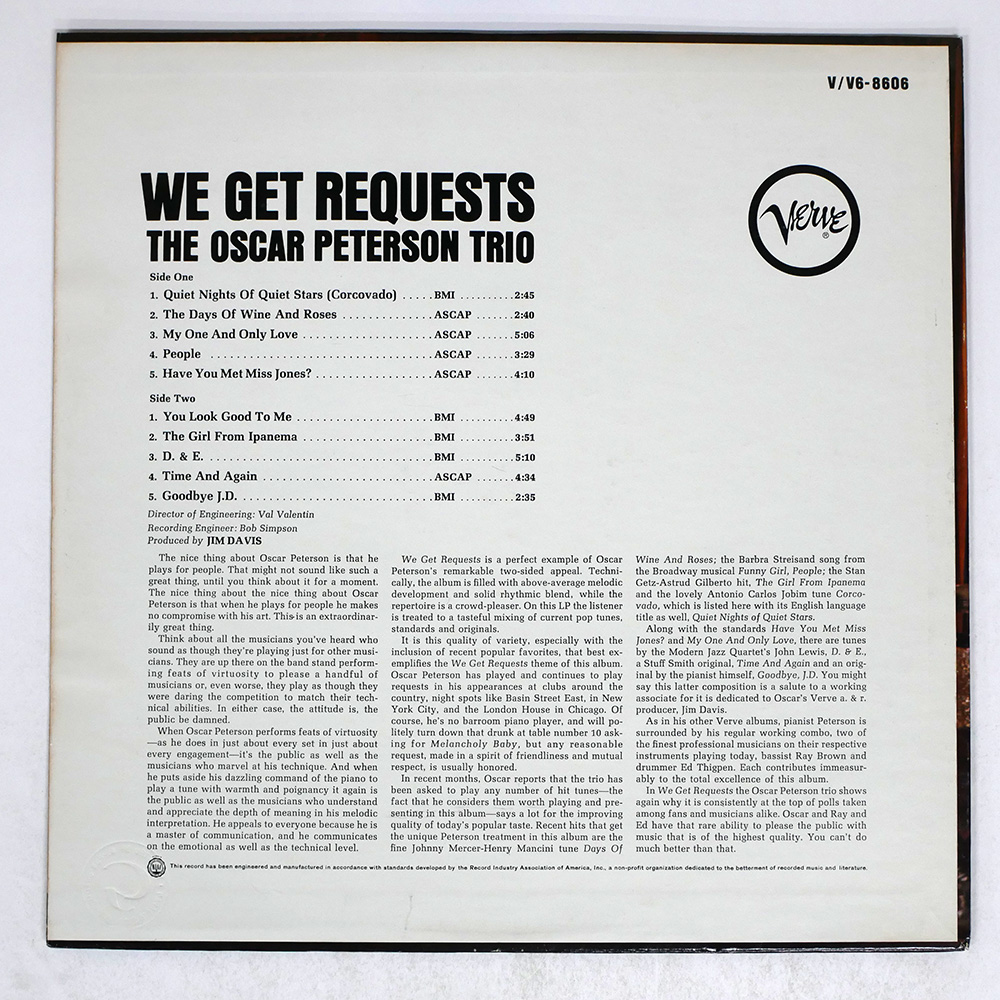 V/V6-8606
WE GET REQUESTS
THE OSCAR PETERSON TRIO
Verve
®
Side One
1. Quiet Nights Of Quiet Stars (Corcovado) .....BMI ..........2:45
2. The Days Of Wine And Roses ..............ASCAP .......2:40
3. My One And Only Love ....................ASCAP .......5:06
4. People ..................................ASCAP .......3:29
5. Have You Met Miss Jones? ..................ASCAP .......4:10
Side Two
1. You Look Good To Me .....................BMI ..........4:49
2. The Girl From Ipanema ....................BMI ..........3:51
3. D. & E. ...................................BMI ..........5:10
4. Time And Again ..........................ASCAP .......4:34
5. Goodbye J.D. .............................BMI ..........2:35
Director of Engineering: Val Valentin
Recording Engineer: Bob Simpson
Produced by JIM DAVIS
The nice thing about Oscar Peterson is that he
plays for people. That might not sound like such a
great thing, until you think about it for a moment.
The nice thing about the nice thing about Oscar
Peterson is that when he plays for people he makes
no compromise with his art. This is an extraordinar-
ily great thing.
Think about all the musicians you've heard who
sound as though they're playing just for other musi-
cians. They are up there on the band stand perform-
ing feats of virtuosity to please a handful of
musicians or, even worse, they play as though they
were daring the competition to match their tech-
nical abilities. In either case, the attitude is, the
public be damned.
When Oscar Peterson performs feats of virtuosity
—as he does in just about every set in just about
every engagement—it's the public as well as the
musicians who marvel at his technique. And when
he puts aside his dazzling command of the piano to
play a tune with warmth and poignancy it again is
the public as well as the musicians who understand
and appreciate the depth of meaning in his melodic
interpretation. He appeals to everyone because he is
a master of communication, and he communicates
on the emotional as well as the technical level.
We Get Requests is a perfect example of Oscar
Peterson's remarkable two-sided appeal. Techni-
cally, the album is filled with above-average melodic
development and solid rhythmic blend, while the
repertoire is a crowd-pleaser. On this LP the listener
is treated to a tasteful mixing of current pop tunes,
standards and originals.
It is this quality of variety, especially with the
inclusion of recent popular favorites, that best ex-
emplifies the We Get Requests theme of this album.
Oscar Peterson has played and continues to play
requests in his appearances at clubs around the
country, night spots like Basin Street East, in New
York City, and the London House in Chicago. Of
course, he's no barroom piano player, and will po-
litely turn down that drunk at table number 10 ask-
ing for Melancholy Baby, but any reasonable
request, made in a spirit of friendliness and mutual
respect, is usually honored.
In recent months, Oscar reports that the trio has
been asked to play any number of hit tunes—the
fact that he considers them worth playing and pre-
senting in this album—says a lot for the improving
quality of today's popular taste. Recent hits that get
the unique Peterson treatment in this album are the
fine Johnny Mercer-Henry Mancini tune Days Of
Wine And Roses; the Barbra Streisand song from
the Broadway musical Funny Girl, People; the Stan
Getz-Astrud Gilberto hit, The Girl From Ipanema
and the lovely Antonio Carlos Jobim tune Corco-
vado, which is listed here with its English language
title as well, Quiet Nights of Quiet Stars.
Along with the standards Have You Met Miss
Jones? and My One And Only Love, there are tunes
by the Modern Jazz Quartet's John Lewis, D. & E.,
a Stuff Smith original, Time And Again and an orig-
inal by the pianist himself, Goodbye, J.D. You might
say this latter composition is a salute to a working
associate for it is dedicated to Oscar's Verve a. & r.
producer, Jim Davis.
As in his other Verve albums, pianist Peterson is
surrounded by his regular working combo, two of
the finest professional musicians on their respective
instruments playing today, bassist Ray Brown and
drummer Ed Thigpen. Each contributes immeasur-
ably to the total excellence of this album.
In We Get Requests the Oscar Peterson trio shows
again why it is consistently at the top of polls taken
among fans and musicians alike. Oscar and Ray and
Ed have that rare ability to please the public with
music that is of the highest quality. You can't do
much better than that.
This record has been engineered and manufactured in accordance with standards developed by the Record Industry Association of America, Inc., a non-profit organization dedicated to the betterment of recorded music and literature.